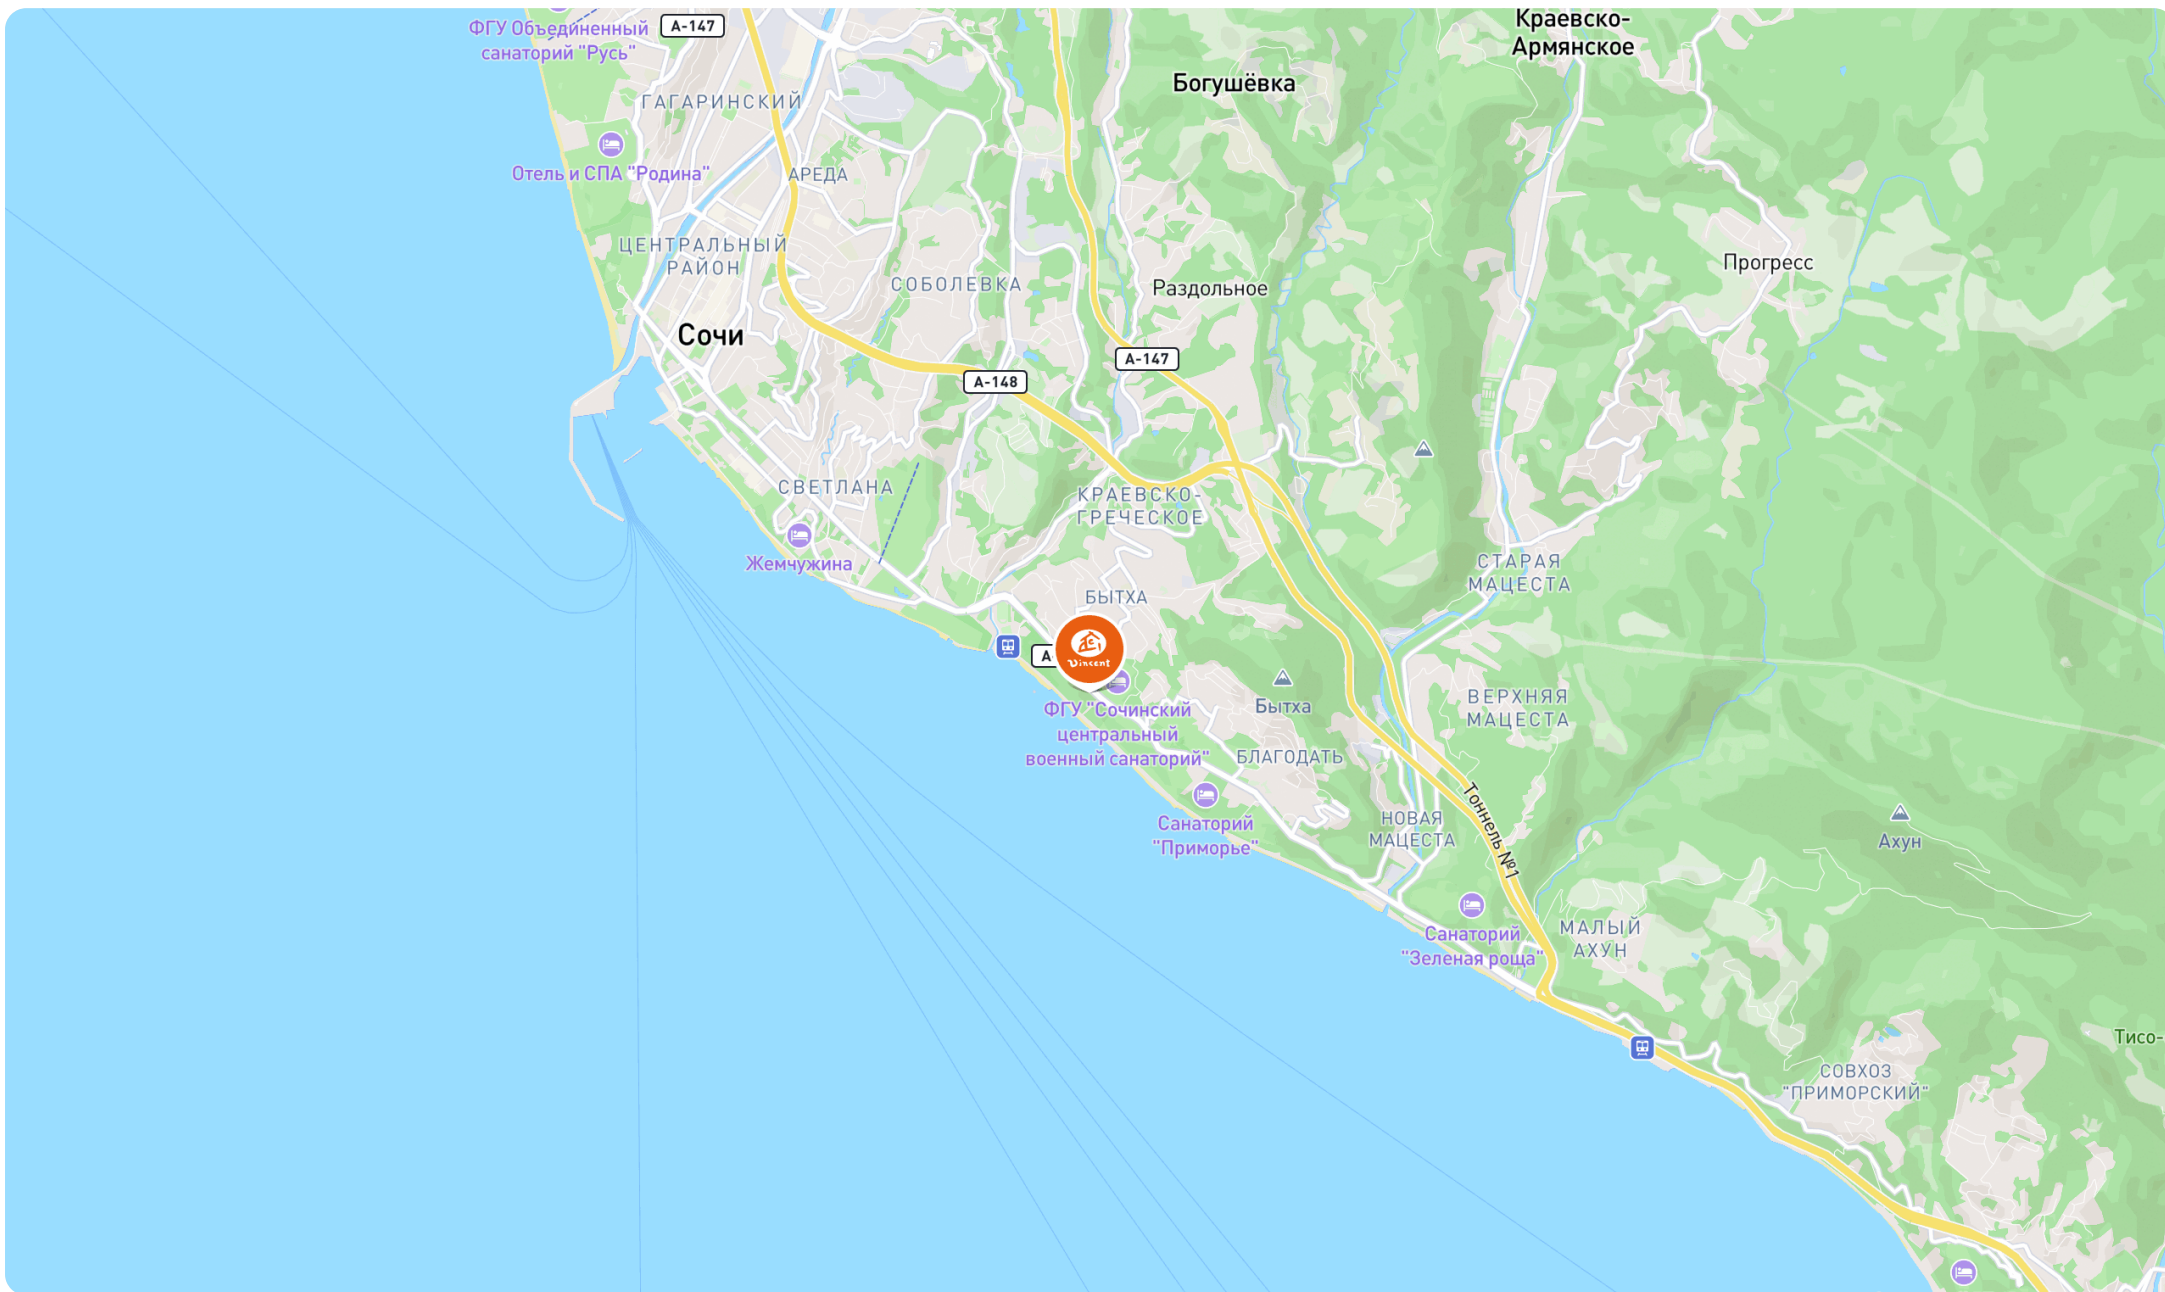 ФГУ Объединенный
санаторий "Русь"
А-147
Краевско-
Армянское
Богушёвка
ГАГАРИНСКИЙ
Отель и СПА "Родина"
АРЕДА
ЦЕНТРАЛЬНЫЙ
РАЙОН
СОБОЛЕВКА
Раздольное
Прогресс
Сочи
А-147
А-148
СВЕТЛАНА
КРАЕВСКО-
ГРЕЧЕСКОЕ
Жемчужина
СТАРАЯ
МАЦЕСТА
БЫТХА
А
Vincent
ФГУ "Сочинский
центральный
военный санаторий"
Бытха
ВЕРХНЯЯ
МАЦЕСТА
БЛАГОДАТЬ
Санаторий
"Приморье"
НОВАЯ
МАЦЕСТА
Тоннель №1
Ахун
Санаторий
"Зеленая роща"
МАЛЫЙ
АХУН
Тисо-
СОВХОЗ
"ПРИМОРСКИЙ"